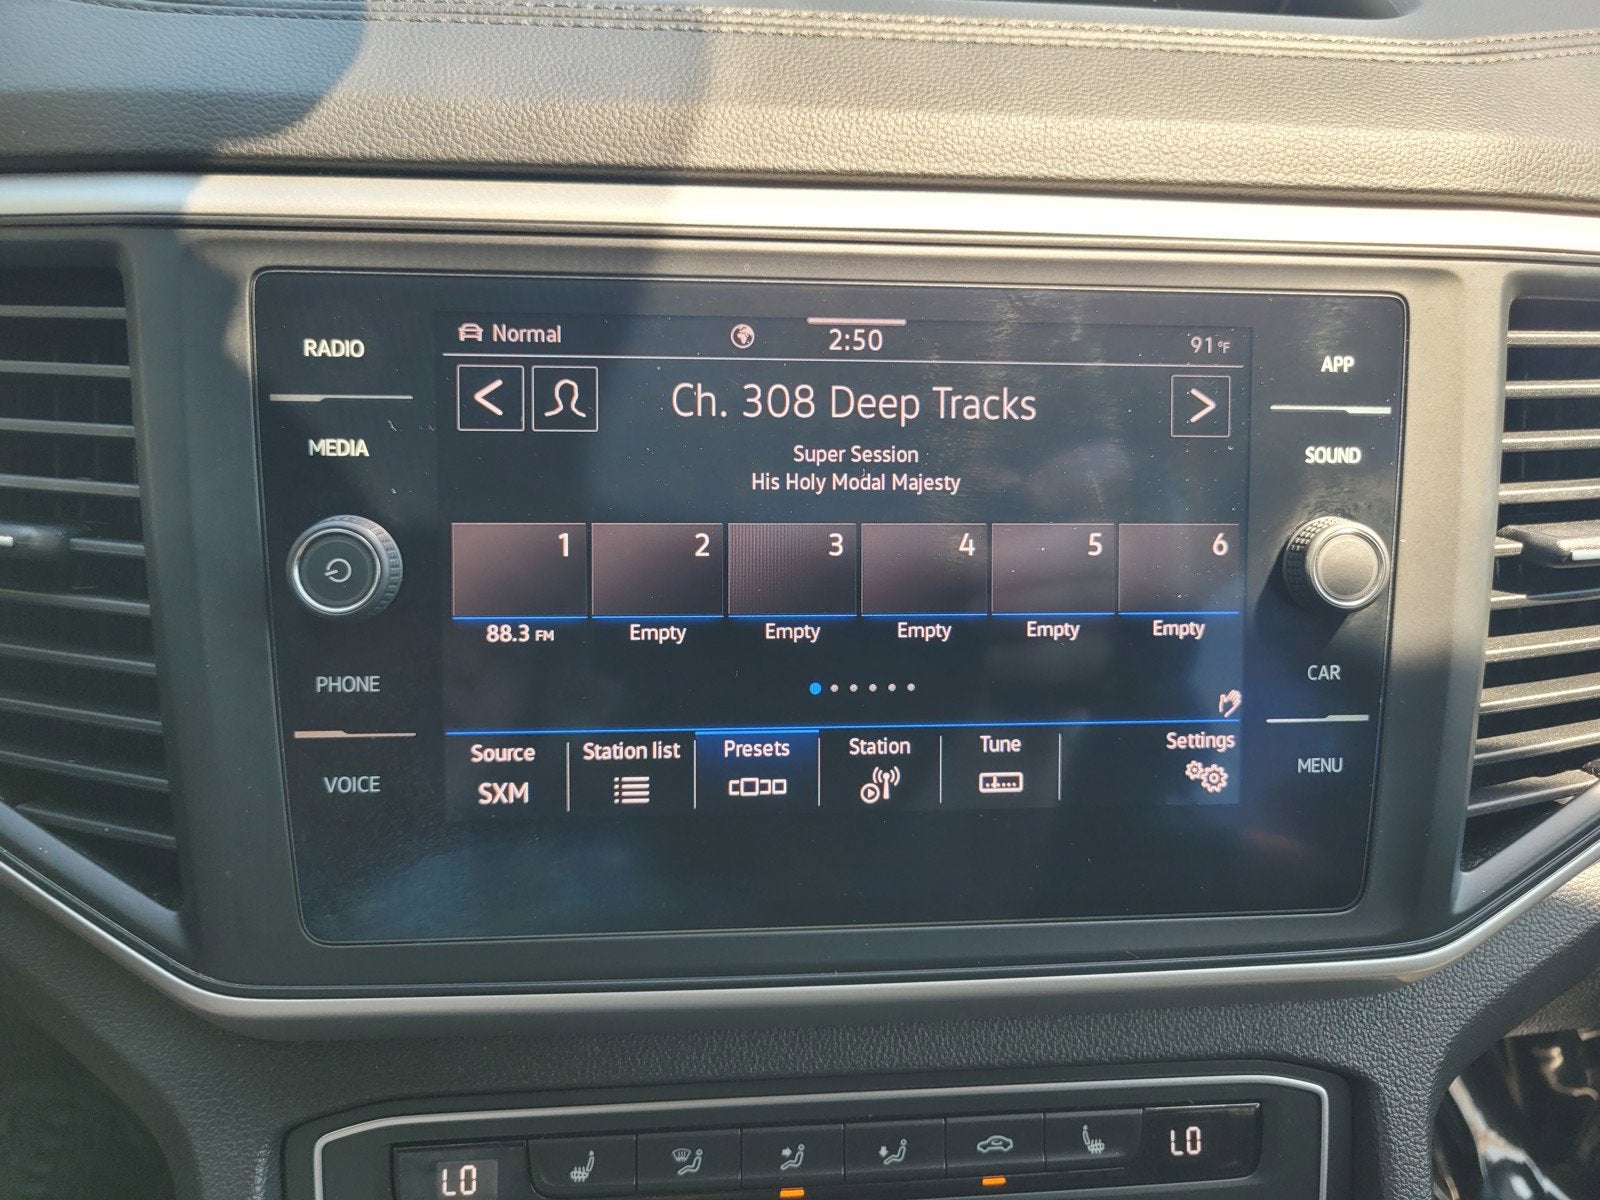 RADIO
MEDIA
PHONE
VOICE
Normal
2:50
91 °F
Ch. 308 Deep Tracks
Super Session
His Holy Modal Majesty
1 2 3 4 5 6
88.3 FM Empty Empty Empty Empty Empty
Source Station list Presets Station Tune Settings
SXM
APP
SOUND
CAR
MENU
LO LO